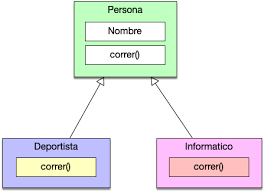 Persona
Nombre
correr()
Deportista
correr()
Informatico
correr()